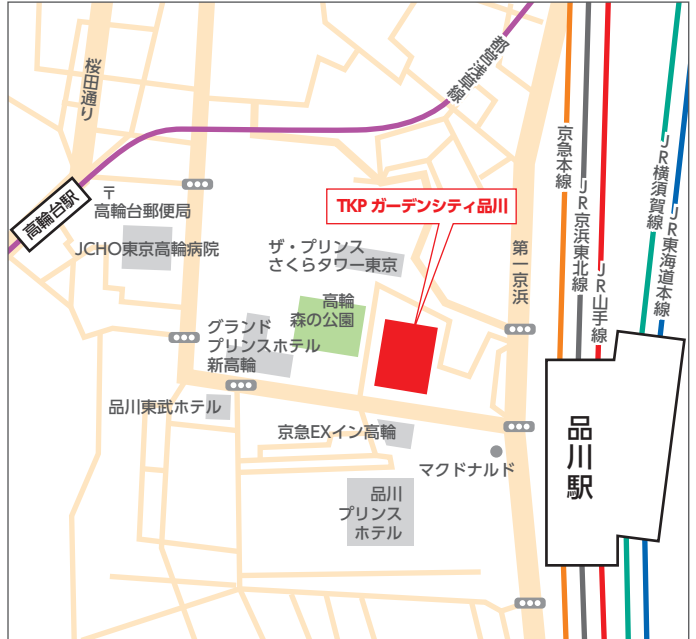 都営浅草線
桜田通り
京急本線
JR京浜東北線
JR山手線
JR横須賀線
JR東海道本線
高輪台駅
〒
高輪台郵便局
TKP ガーデンシティ品川
JCHO東京高輪病院
ザ・プリンス
さくらタワー東京
第一京浜
高輪
森の公園
グランド
プリンスホテル
新高輪
品川東武ホテル
京急EXイン高輪
マクドナルド
品川駅
品川
プリンス
ホテル